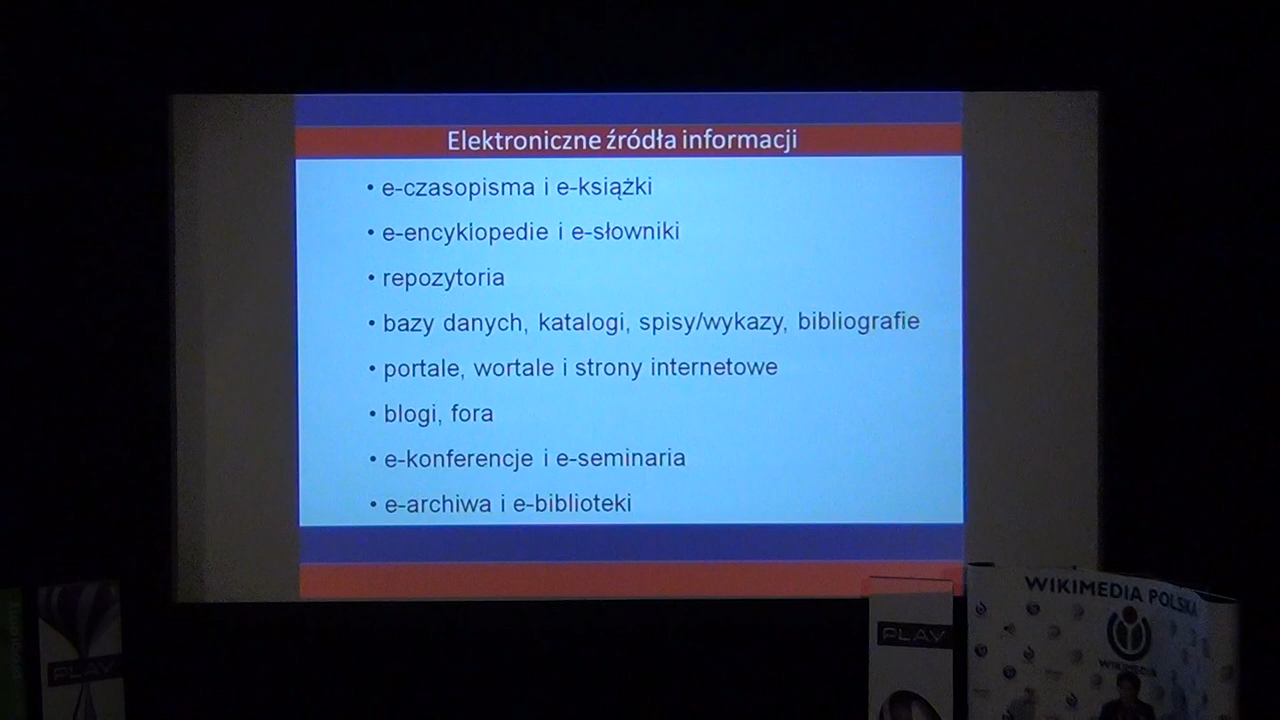 Elektroniczne źródła informacji
• e-czasopisma i e-książki
• e-encyklopedie i e-słowniki
• repozytoria
• bazy danych, katalogi, spisy/wykazy, bibliografie
• portale, wortale i strony internetowe
• blogi, fora
• e-konferencje i e-seminaria
• e-archiwa i e-biblioteki
WIKIMEDIA POLSKA
PLAY
WIKIMEDIA
PLAY